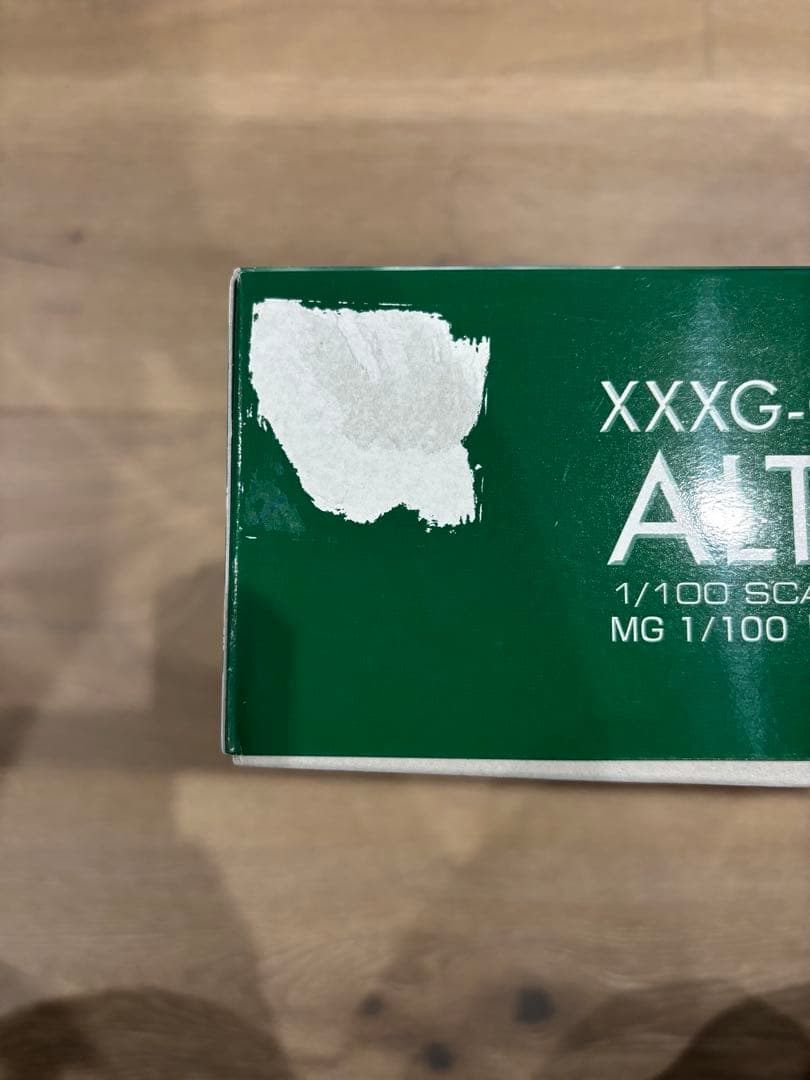 XXXG-
ALT
1/100 SCA
MG 1/100